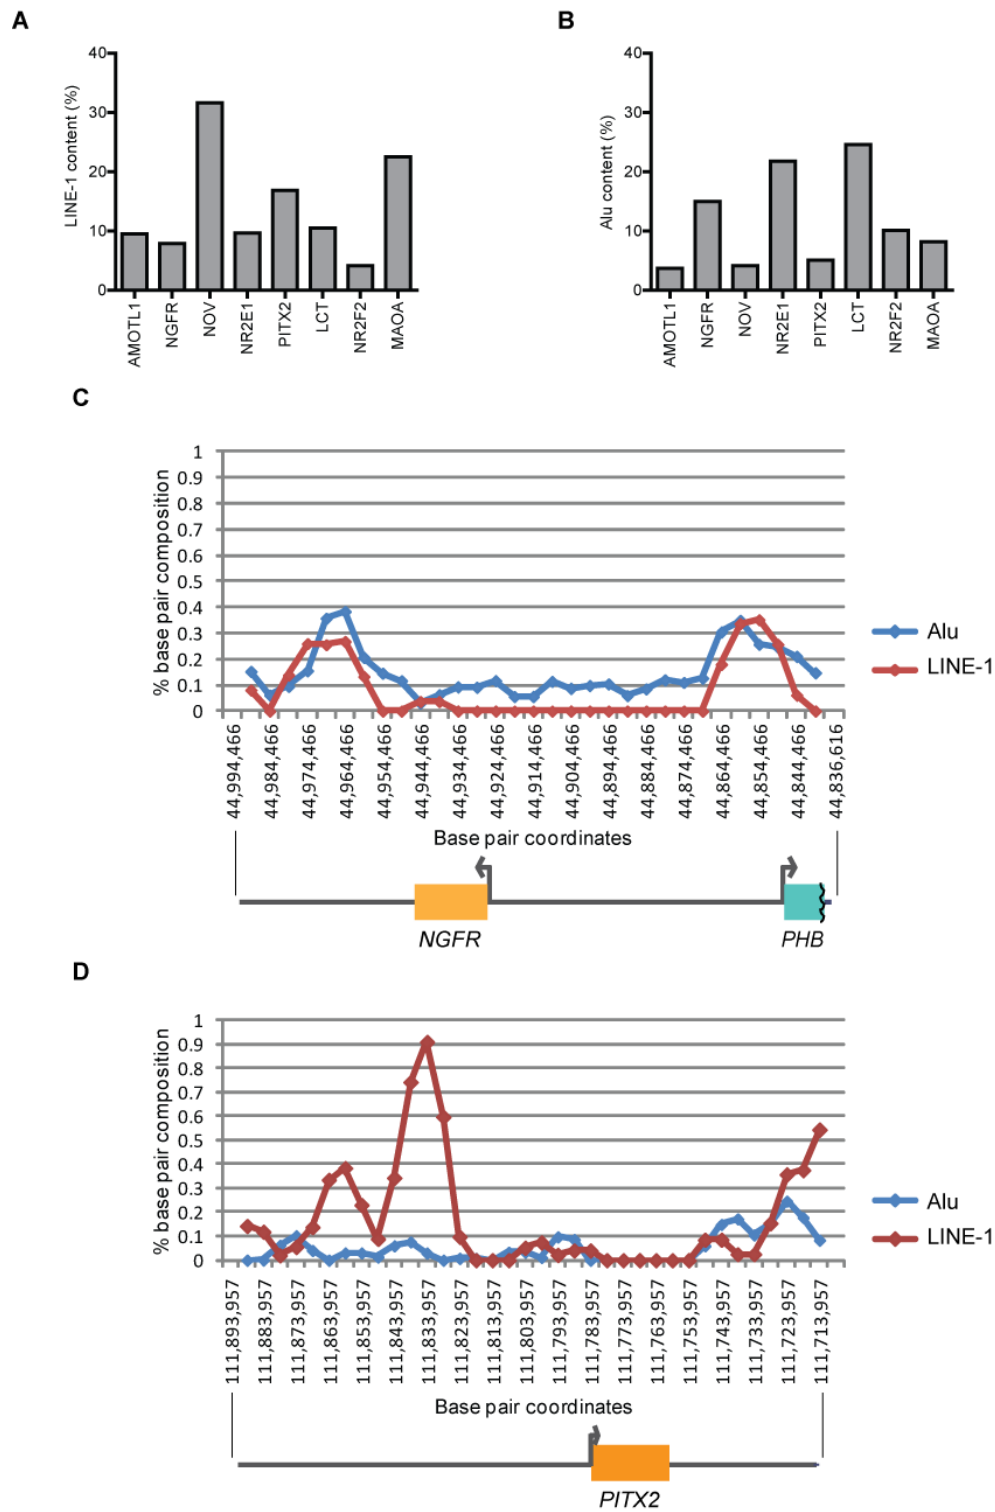 A
B
40
30
20
10
0
LINE-1 content (%)
AMOTL1
NGFR
NOV
NR2E1
PITX2
LCT
NR2F2
MAOA
40
30
20
10
0
Alu content (%)
AMOTL1
NGFR
NOV
NR2E1
PITX2
LCT
NR2F2
MAOA
C
1
0.9
0.8
0.7
0.6
0.5
0.4
0.3
0.2
0.1
0
% base pair composition
Alu
LINE-1
44,994,466
44,984,466
44,974,466
44,964,466
44,954,466
44,944,466
44,934,466
44,924,466
44,914,466
44,904,466
44,894,466
44,884,466
44,874,466
44,864,466
44,854,466
44,844,466
44,836,616
Base pair coordinates
NGFR
PHB
D
1
0.9
0.8
0.7
0.6
0.5
0.4
0.3
0.2
0.1
0
% base pair composition
Alu
LINE-1
111,893,957
111,883,957
111,873,957
111,863,957
111,853,957
111,843,957
111,833,957
111,823,957
111,813,957
111,803,957
111,793,957
111,783,957
111,773,957
111,763,957
111,753,957
111,743,957
111,733,957
111,723,957
111,713,957
Base pair coordinates
PITX2